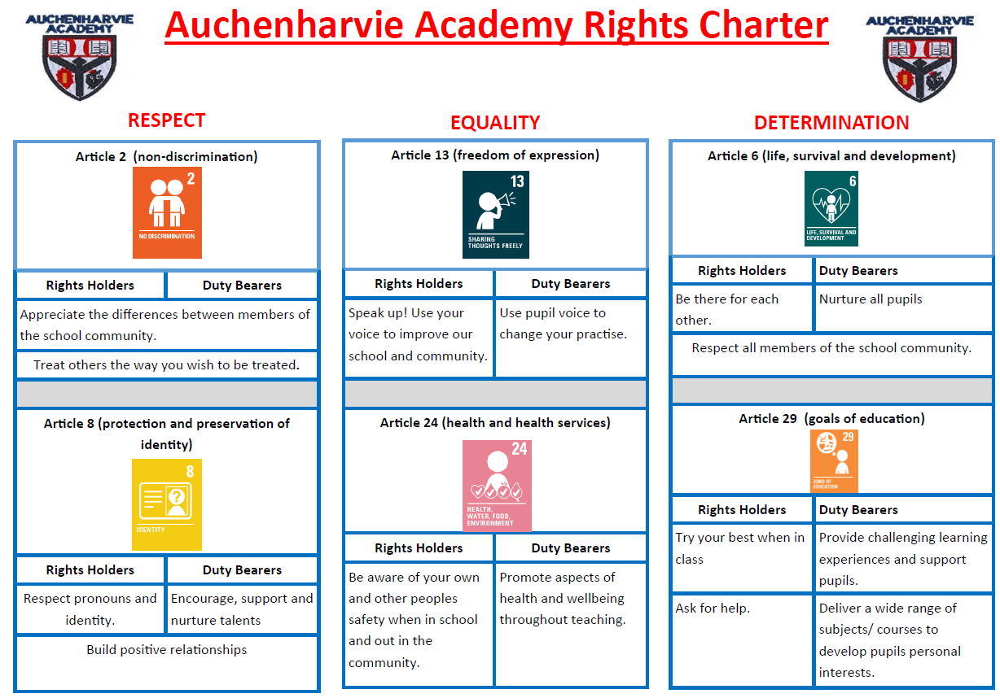 AUCHENHARVIE
ACADEMY
Auchenharvie Academy Rights Charter
AUCHENHARVIE
ACADEMY
RESPECT
Article 2 (non-discrimination)
2
NO DISCRIMINATION
Rights Holders
Duty Bearers
Appreciate the differences between members of
the school community.
Treat others the way you wish to be treated.
Article 8 (protection and preservation of
identity)
8
?
IDENTITY
Rights Holders
Duty Bearers
Respect pronouns and
identity.
Encourage, support and
nurture talents
Build positive relationships
EQUALITY
Article 13 (freedom of expression)
13
SHARING
THOUGHTS FREELY
Rights Holders
Duty Bearers
Speak up! Use your
voice to improve our
school and community.
Use pupil voice to
change your practise.
Article 24 (health and health services)
24
HEALTH,
WATER, FOOD,
ENVIRONMENT
Rights Holders
Duty Bearers
Be aware of your own
and other peoples
safety when in school
and out in the
community.
Promote aspects of
health and wellbeing
throughout teaching.
DETERMINATION
Article 6 (life, survival and development)
6
LIFE, SURVIVAL AND
DEVELOPMENT
Rights Holders
Duty Bearers
Be there for each
other.
Nurture all pupils
Respect all members of the school community.
Article 29 (goals of education)
29
AIMS OF
EDUCATION
Rights Holders
Duty Bearers
Try your best when in
class
Provide challenging learning
experiences and support
pupils.
Ask for help.
Deliver a wide range of
subjects/ courses to
develop pupils personal
interests.